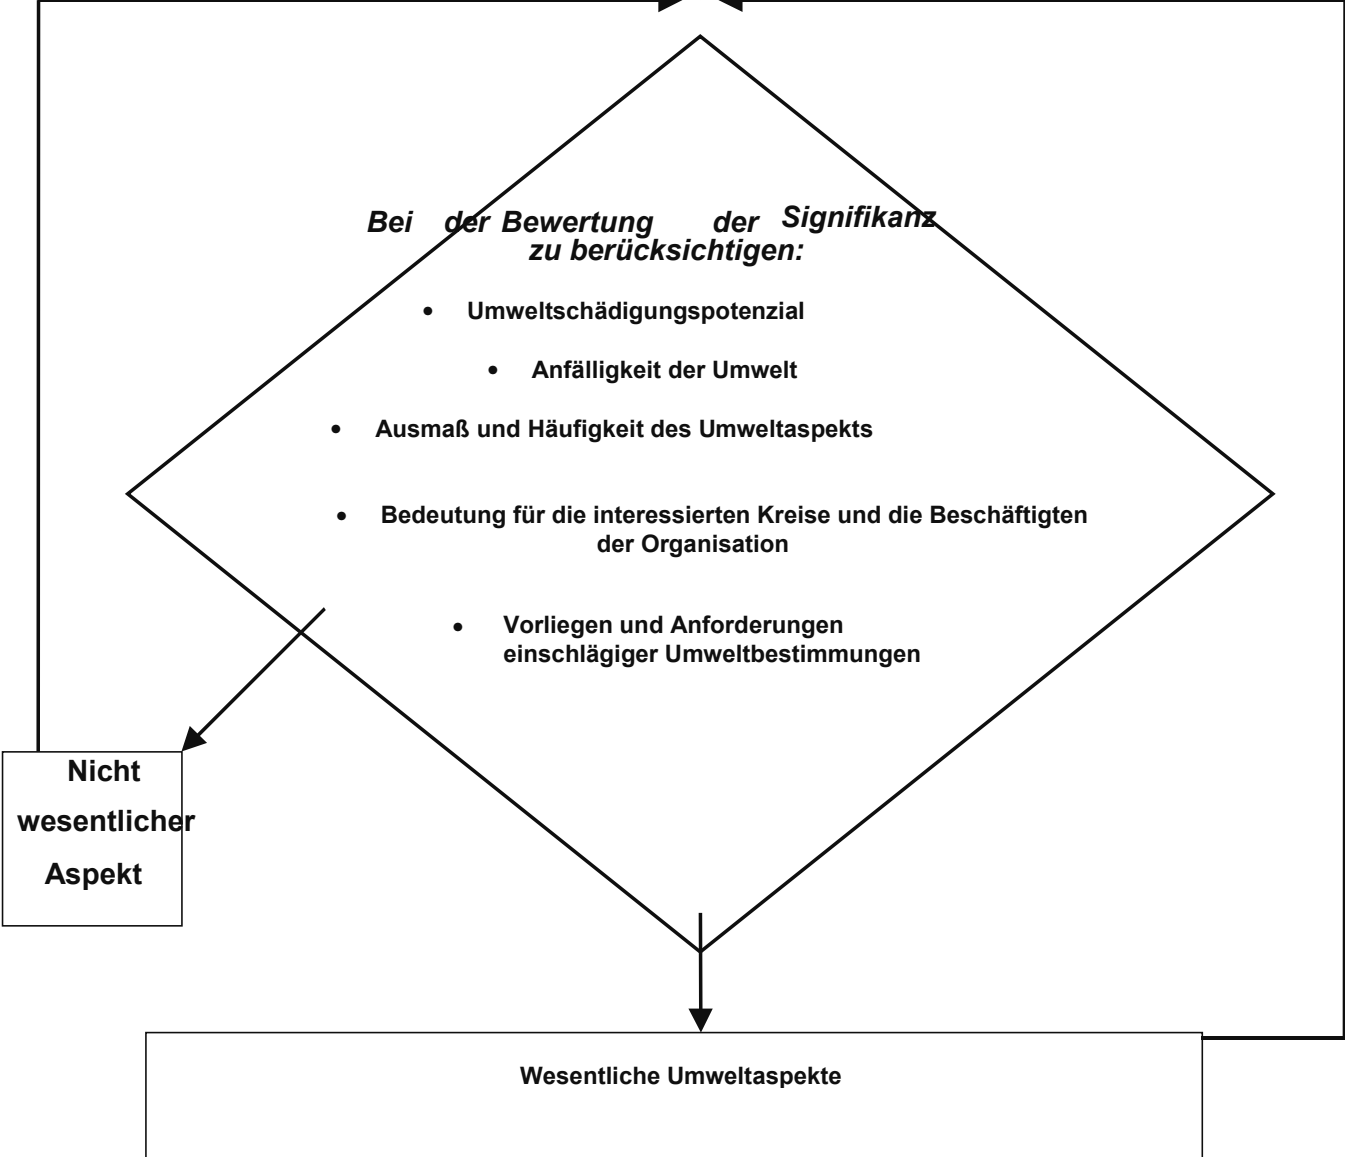 Bei der Bewertung der Signifikanz
zu berücksichtigen:
• Umweltschädigungspotenzial
• Anfälligkeit der Umwelt
• Ausmaß und Häufigkeit des Umweltaspekts
• Bedeutung für die interessierten Kreise und die Beschäftigten
der Organisation
• Vorliegen und Anforderungen
einschlägiger Umweltbestimmungen
Nicht
wesentlicher
Aspekt
Wesentliche Umweltaspekte